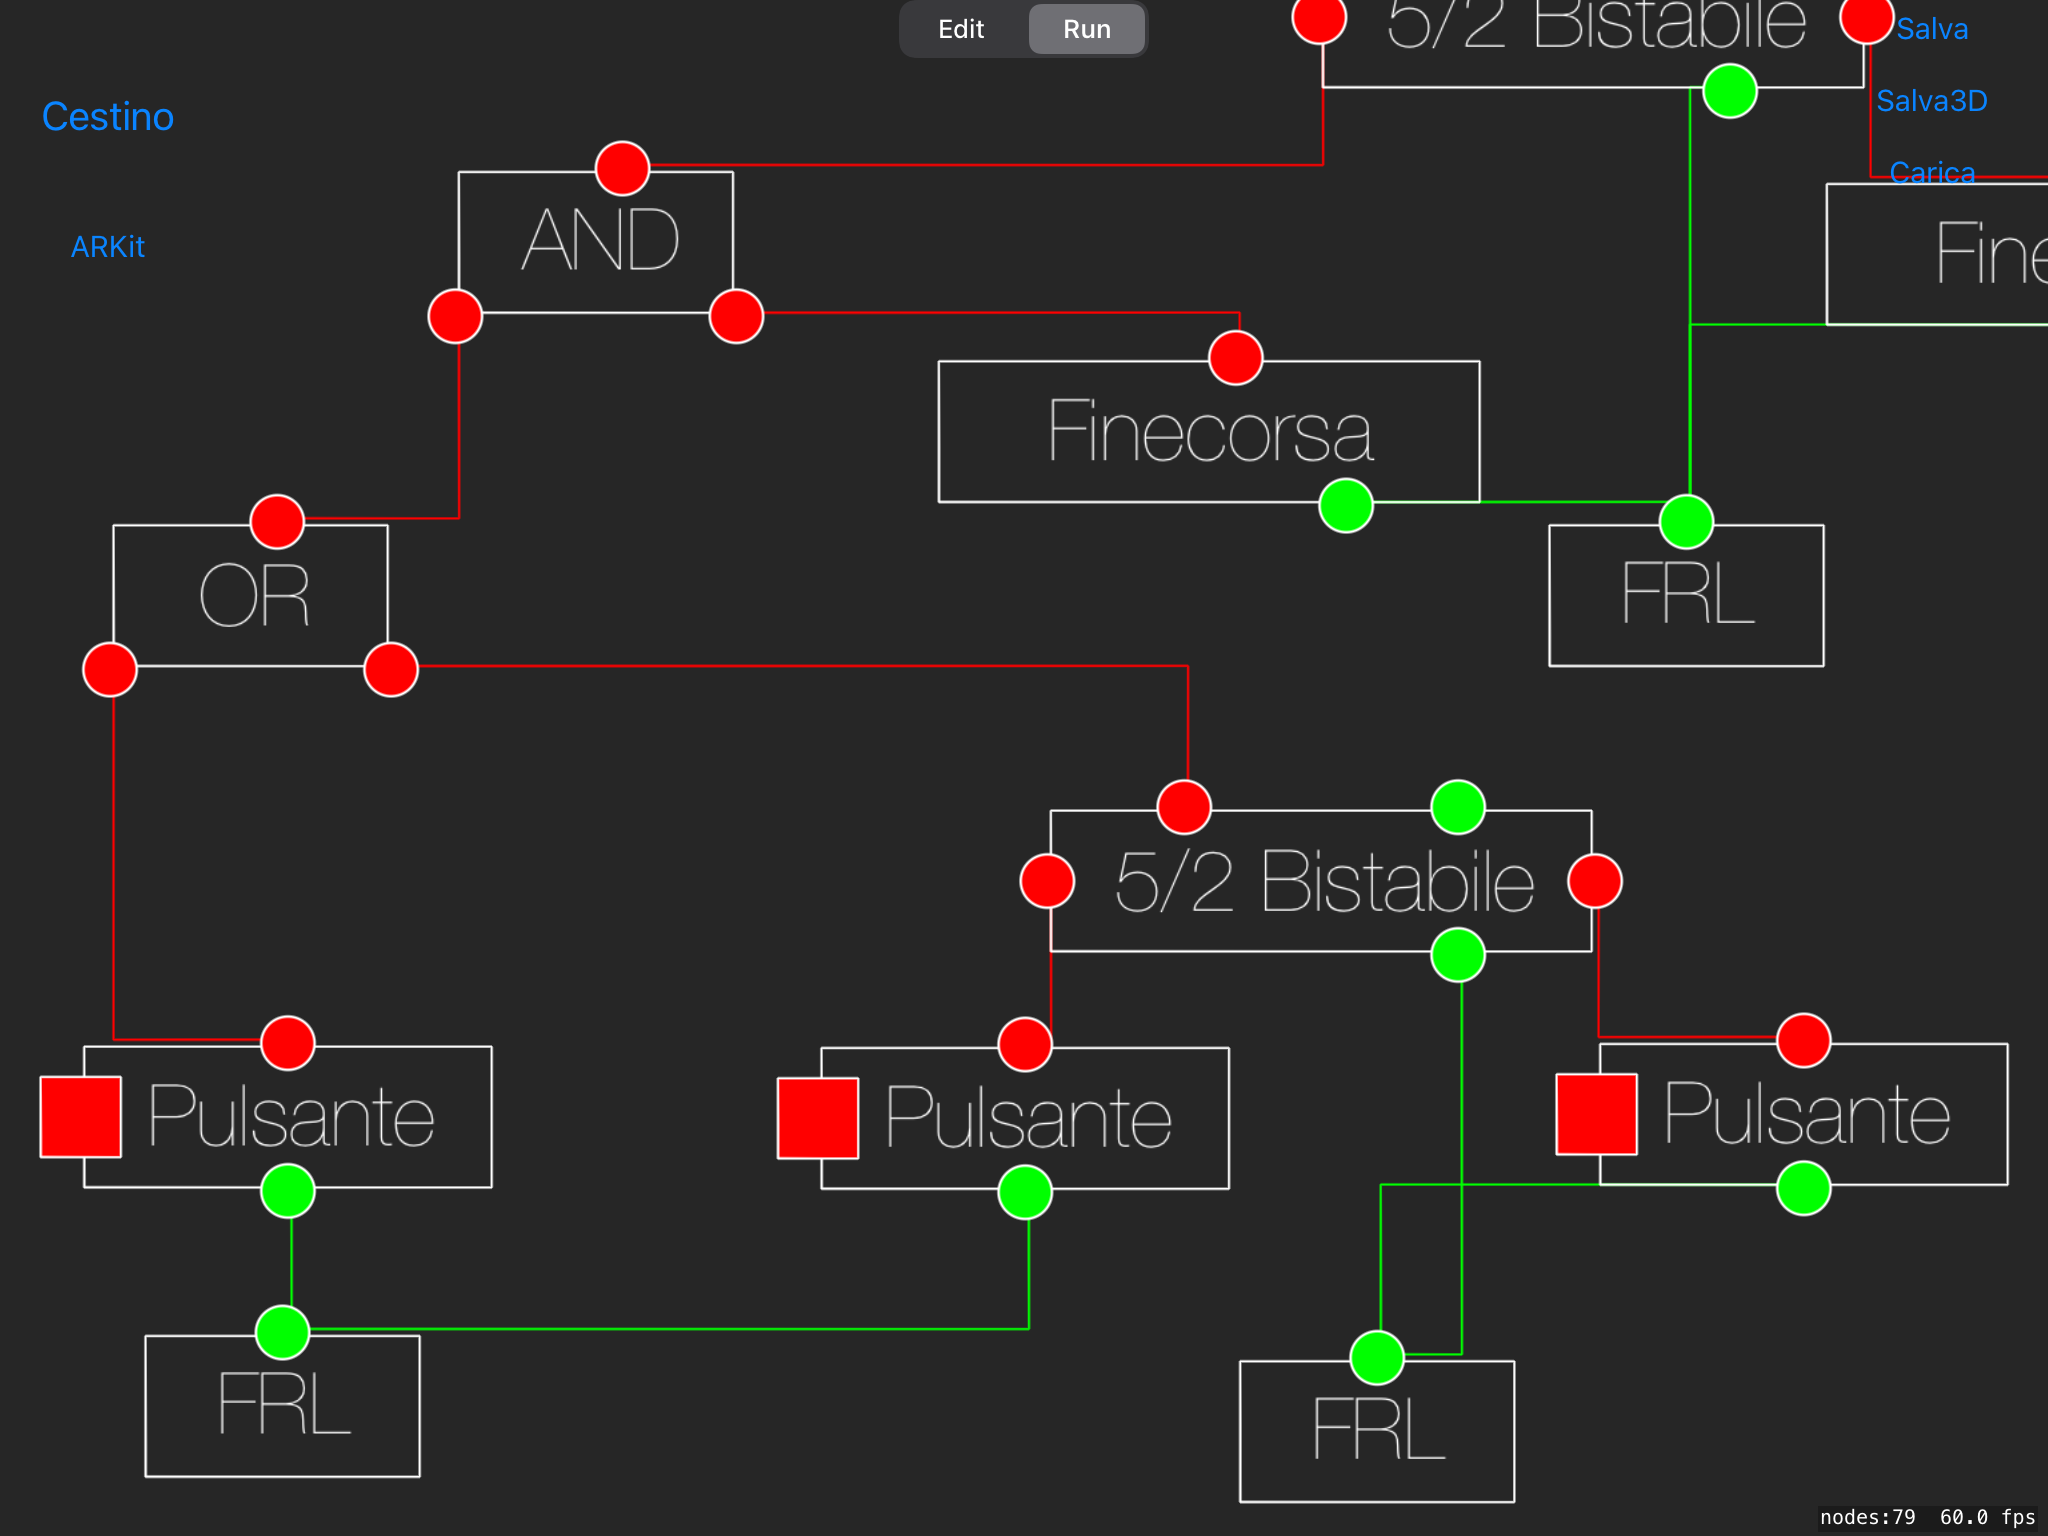 Edit Run
5/2 Bistabile
Salva
Salva3D
Cestino
Carica
AND
ARKit
Fine
Finecorsa
OR
FRL
5/2 Bistabile
Pulsante
Pulsante
Pulsante
FRL
FRL
nodes:79 60.0 fps